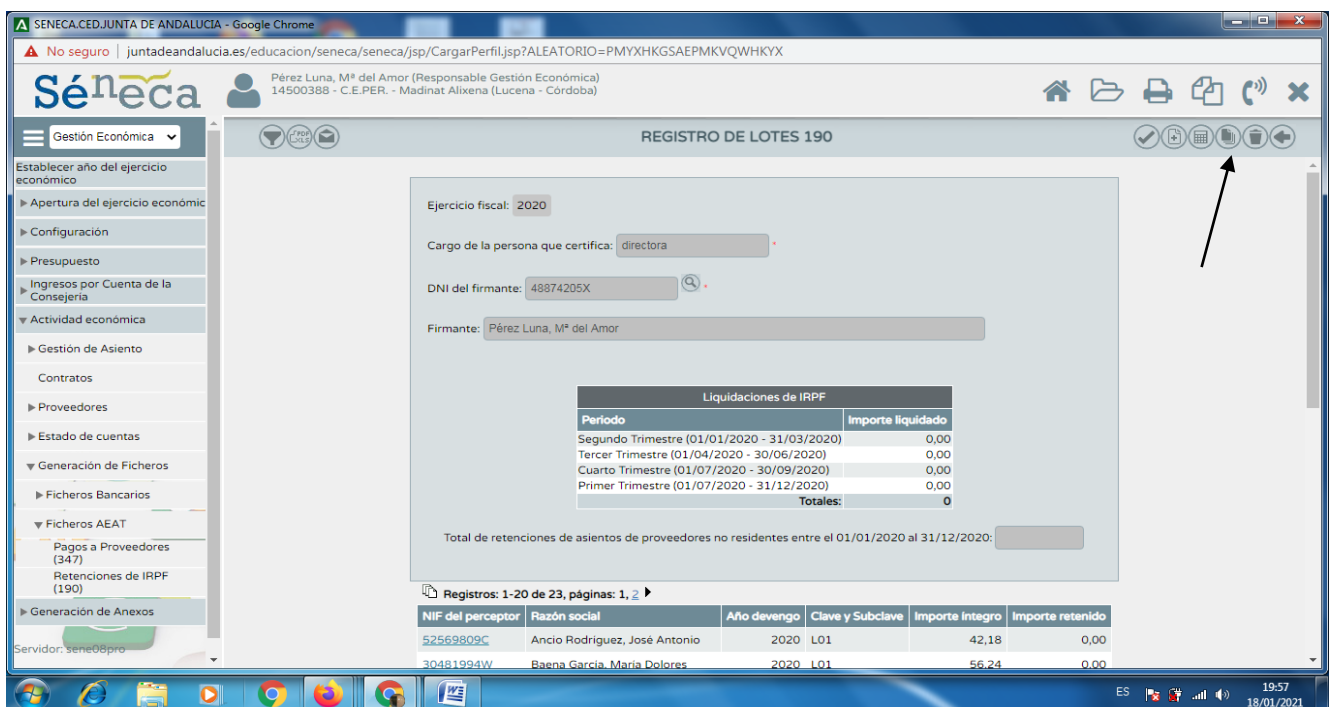 SENECA.CED.JUNTA DE ANDALUCIA - Google Chrome
No seguro | juntadeandalucia.es/educacion/seneca/seneca/jsp/CargarPerfil.jsp?ALEATORIO=PMYXHKGSAEPMKVQWHKYX
Séneca
Pérez Luna, Mª del Amor (Responsable Gestión Económica)
14500388 - C.E.PER. - Madinat Alixena (Lucena - Córdoba)
Gestión Económica
REGISTRO DE LOTES 190
Establecer año del ejercicio
económico
Apertura del ejercicio económic
Configuración
Presupuesto
Ingresos por Cuenta de la
Consejería
Actividad económica
Gestión de Asiento
Contratos
Proveedores
Estado de cuentas
Generación de Ficheros
Ficheros Bancarios
Ficheros AEAT
Pagos a Proveedores
(347)
Retenciones de IRPF
(190)
Generación de Anexos
Servidor: sene08pro
Ejercicio fiscal: 2020
Cargo de la persona que certifica: directora *
DNI del firmante: 48874205X *
Firmante: Pérez Luna, Mª del Amor
Liquidaciones de IRPF
Periodo Importe liquidado
Segundo Trimestre (01/01/2020 - 31/03/2020) 0,00
Tercer Trimestre (01/04/2020 - 30/06/2020) 0,00
Cuarto Trimestre (01/07/2020 - 30/09/2020) 0,00
Primer Trimestre (01/07/2020 - 31/12/2020) 0,00
Totales: 0
Total de retenciones de asientos de proveedores no residentes entre el 01/01/2020 al 31/12/2020:
Registros: 1-20 de 23, páginas: 1, 2
NIF del perceptor Razón social Año devengo Clave y Subclave Importe integro Importe retenido
52569809C Ancio Rodríguez, José Antonio 2020 L01 42,18 0,00
30481994W Baena García, María Dolores 2020 L01 56,24 0,00
ES 19:57
18/01/2021